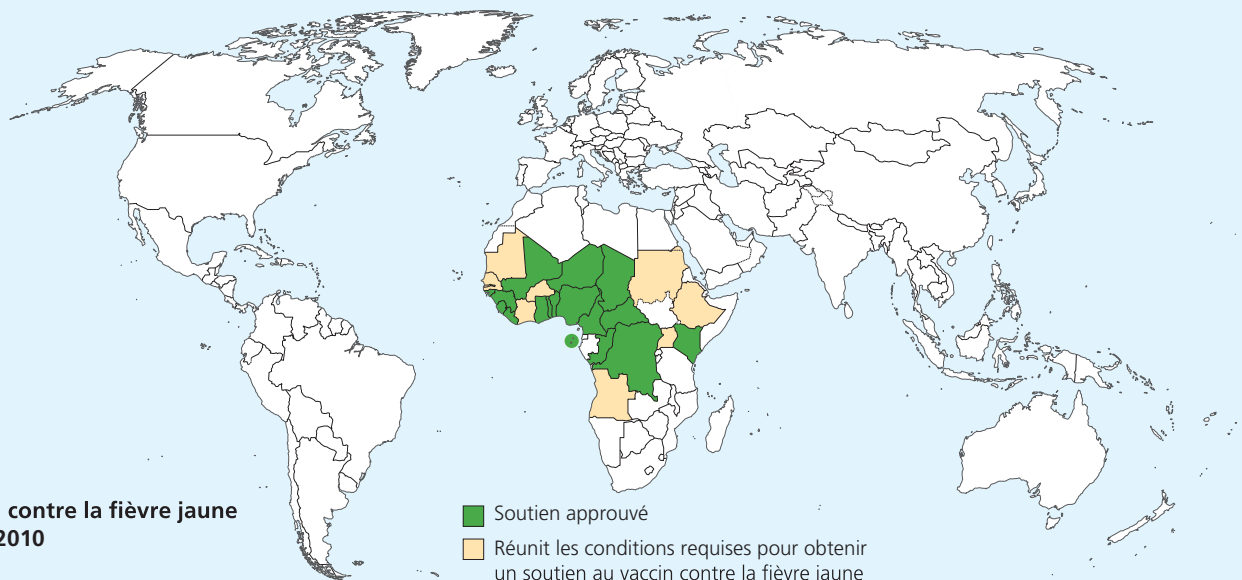 contre la fièvre jaune
2010
Soutien approuvé
Réunit les conditions requises pour obtenir
un soutien au vaccin contre la fièvre jaune